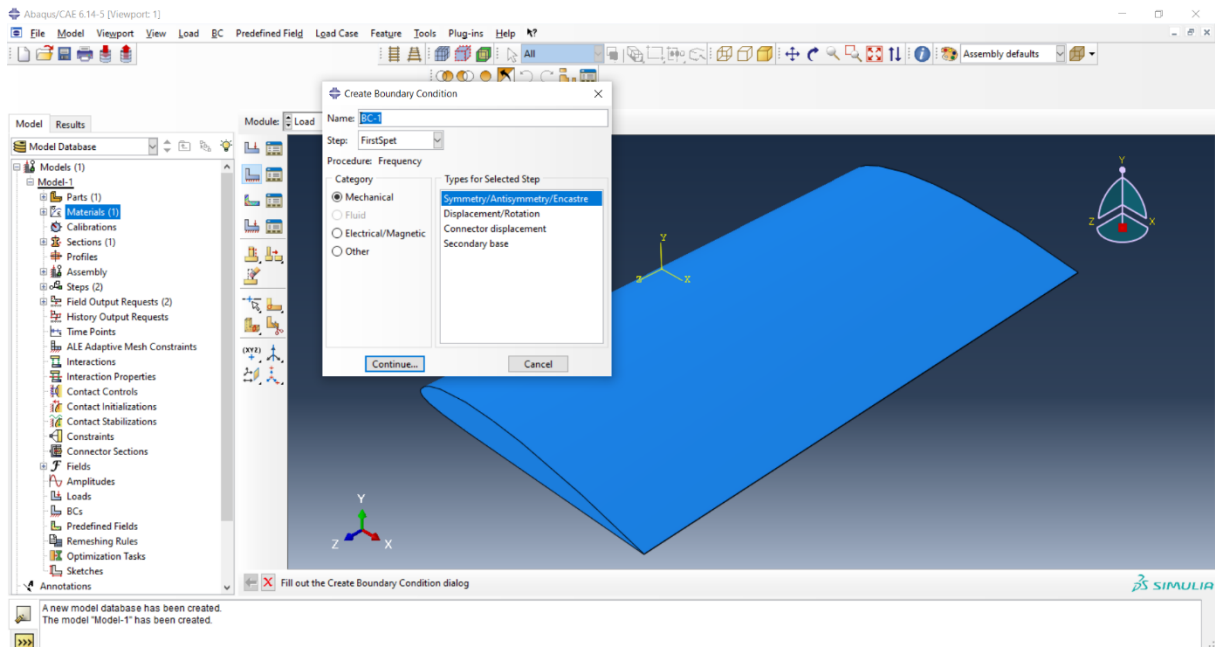 Abaqus/CAE 6.14-5 [Viewport: 1]
File Model Viewport View Load BC Predefined Field Load Case Feature Tools Plug-ins Help
All
Assembly defaults
Create Boundary Condition
Name: BC-1
Step: FirstSpet
Procedure: Frequency
Category
Mechanical
Fluid
Electrical/Magnetic
Other
Types for Selected Step
Symmetry/Antisymmetry/Encastre
Displacement/Rotation
Connector displacement
Secondary base
Continue...
Cancel
Model Results
Module: Load
Model Database
Models (1)
Model-1
Parts (1)
Materials (1)
Calibrations
Sections (1)
Profiles
Assembly
Steps (2)
Field Output Requests (2)
History Output Requests
Time Points
ALE Adaptive Mesh Constraints
Interactions
Interaction Properties
Contact Controls
Contact Initializations
Contact Stabilizations
Constraints
Connector Sections
Fields
Amplitudes
Loads
BCs
Predefined Fields
Remeshing Rules
Optimization Tasks
Sketches
Annotations
(XYZ)
Y
Z
X
Y
Z
X
Y
Z
X
Fill out the Create Boundary Condition dialog
SIMULIA
A new model database has been created.
The model "Model-1" has been created.
>>>